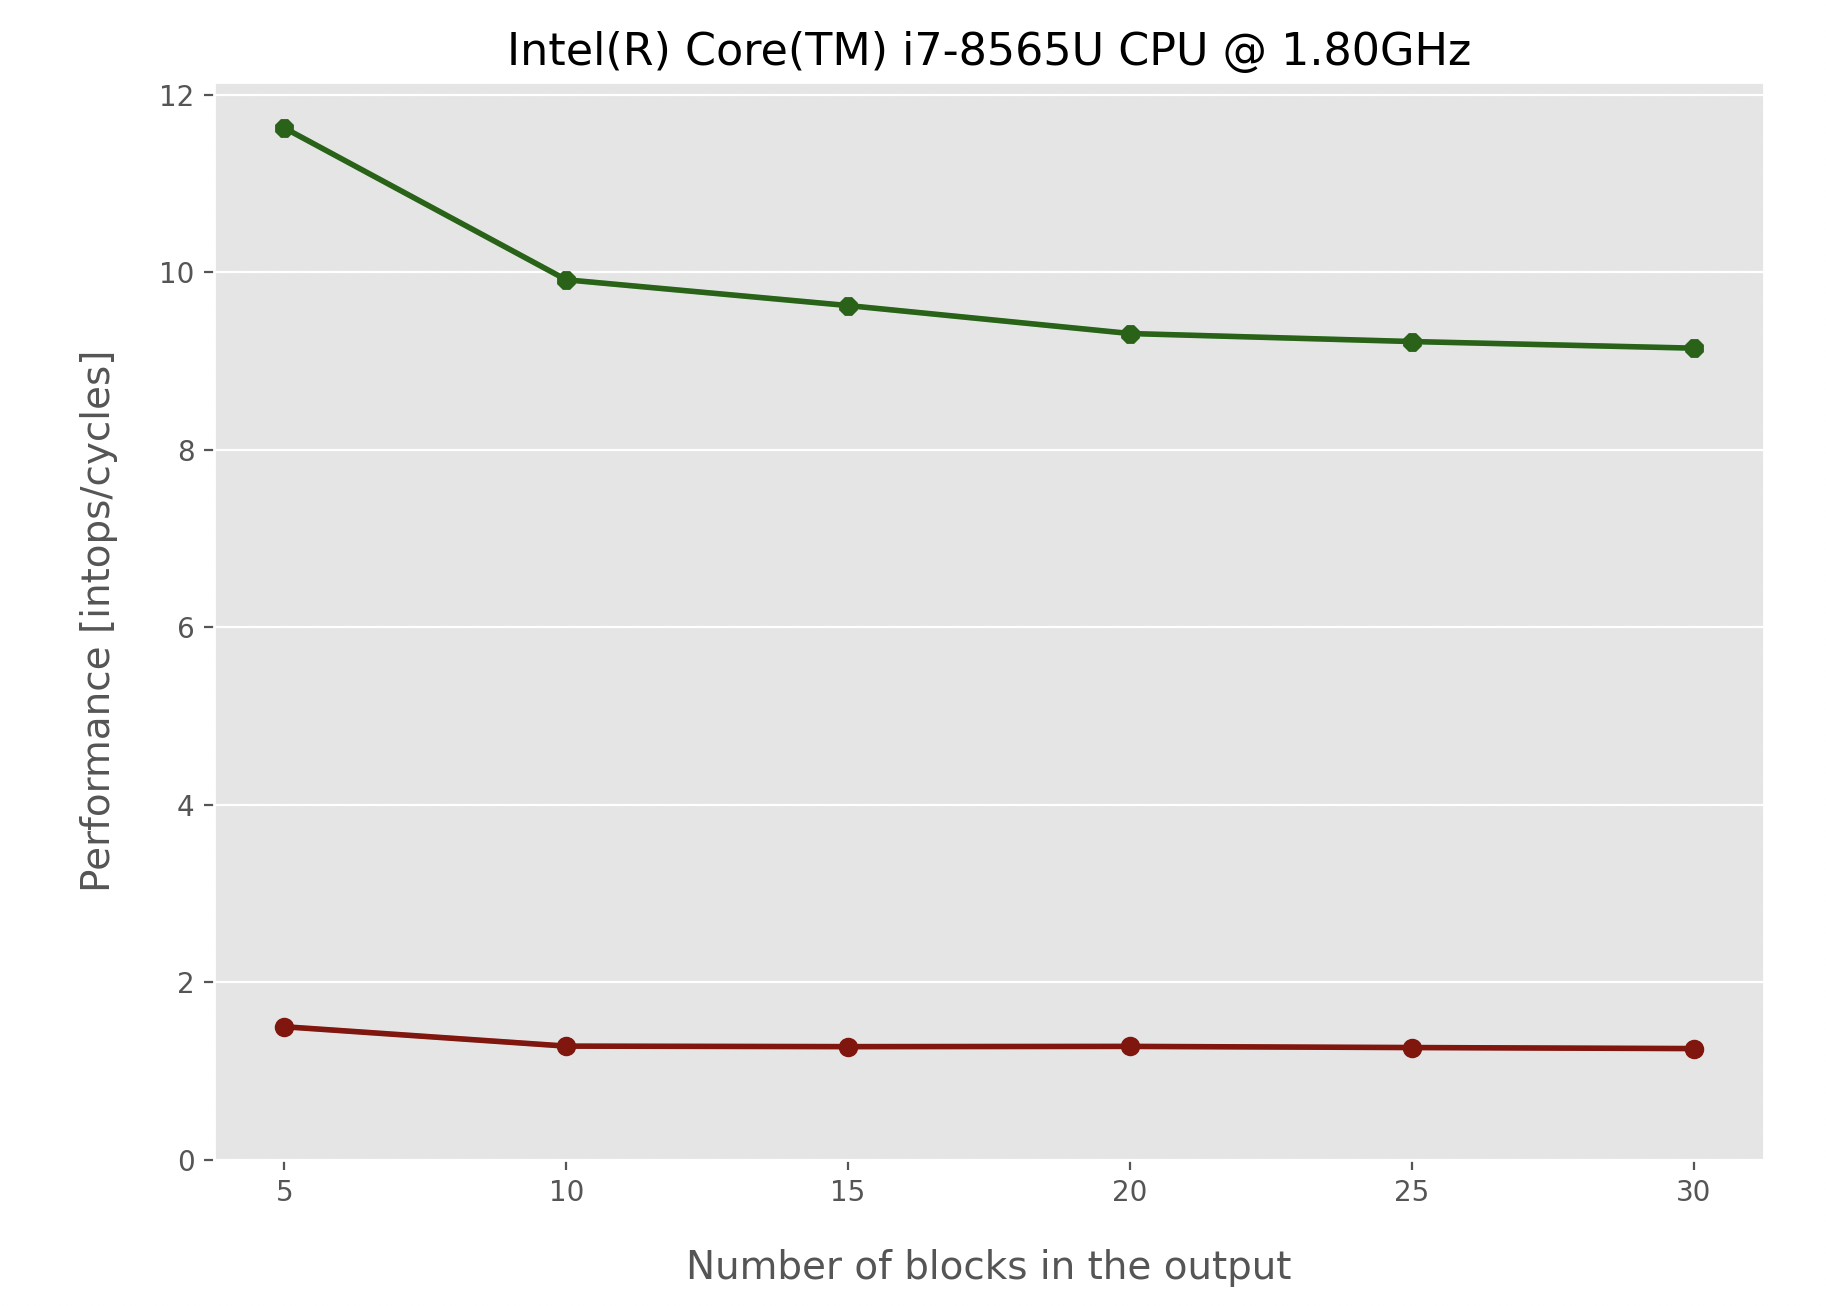 Intel(R) Core(TM) i7-8565U CPU @ 1.80GHz
12
10
8
6
4
2
0
Performance [intops/cycles]
5 10 15 20 25 30
Number of blocks in the output